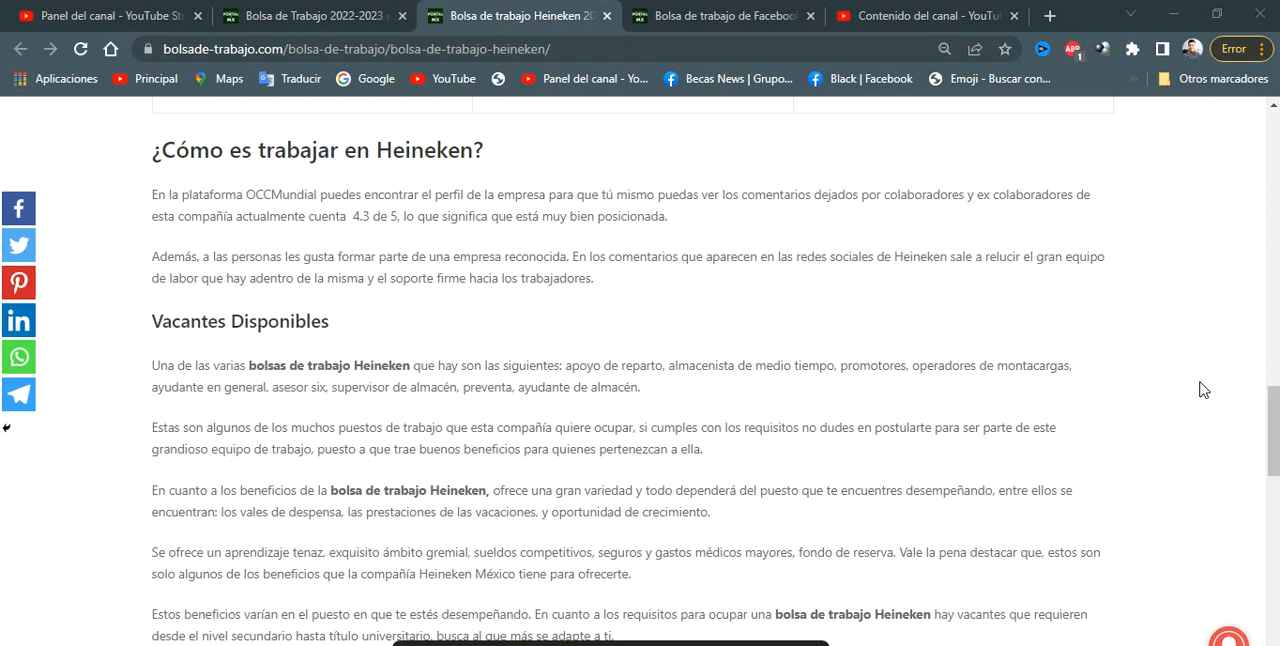 Panel del canal - YouTube St
Bolsa de Trabajo 2022-2023
Bolsa de trabajo Heineken 20
Bolsa de trabajo de Facebook
Contenido del canal - YouTu
bolsade-trabajo.com/bolsa-de-trabajo/bolsa-de-trabajo-heineken/
ABP
1
Error
Aplicaciones
Principal
Maps
Traducir
Google
YouTube
Panel del canal - Yo...
Becas News | Grupo...
Black | Facebook
Emoji - Buscar con...
Otros marcadores
¿Cómo es trabajar en Heineken?
En la plataforma OCCMundial puedes encontrar el perfil de la empresa para que tú mismo puedas ver los comentarios dejados por colaboradores y ex colaboradores de
esta compañía actualmente cuenta 4.3 de 5, lo que significa que está muy bien posicionada.
Además, a las personas les gusta formar parte de una empresa reconocida. En los comentarios que aparecen en las redes sociales de Heineken sale a relucir el gran equipo
de labor que hay adentro de la misma y el soporte firme hacia los trabajadores.
Vacantes Disponibles
Una de las varias bolsas de trabajo Heineken que hay son las siguientes: apoyo de reparto, almacenista de medio tiempo, promotores, operadores de montacargas,
ayudante en general, asesor six, supervisor de almacén, preventa, ayudante de almacén.
Estas son algunos de los muchos puestos de trabajo que esta compañía quiere ocupar, si cumples con los requisitos no dudes en postularte para ser parte de este
grandioso equipo de trabajo, puesto a que trae buenos beneficios para quienes pertenezcan a ella.
En cuanto a los beneficios de la bolsa de trabajo Heineken, ofrece una gran variedad y todo dependerá del puesto que te encuentres desempeñando, entre ellos se
encuentran: los vales de despensa, las prestaciones de las vacaciones, y oportunidad de crecimiento.
Se ofrece un aprendizaje tenaz, exquisito ámbito gremial, sueldos competitivos, seguros y gastos médicos mayores, fondo de reserva. Vale la pena destacar que, estos son
solo algunos de los beneficios que la compañía Heineken México tiene para ofrecerte.
Estos beneficios varían en el puesto en que te estés desempeñando. En cuanto a los requisitos para ocupar una bolsa de trabajo Heineken hay vacantes que requieren
desde el nivel secundario hasta título universitario, busca al que más se adapte a ti.